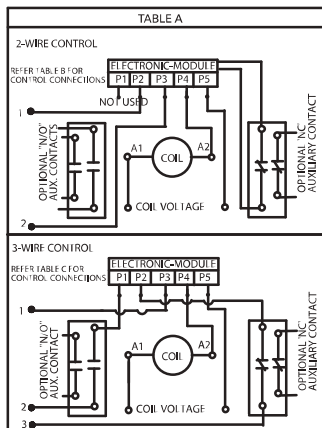 TABLE A
2-WIRE CONTROL
ELECTRONIC-MODULE
REFER TABLE B FOR
CONTROL CONNECTIONS
P1 P2 P3 P4 P5
NOT USED
1
OPTIONAL "N/O"
AUX. CONTACTS
A1 COIL A2
OPTIONAL "NC"
AUXILIARY CONTACT
COIL VOLTAGE
2
3-WIRE CONTROL
ELECTRONIC-MODULE
REFER TABLE C FOR
CONTROL CONNECTIONS
P1 P2 P3 P4 P5
1
OPTIONAL "N/O"
AUX. CONTACT
A1 COIL A2
OPTIONAL "NC"
AUXILIARY CONTACT
2
COIL VOLTAGE
3